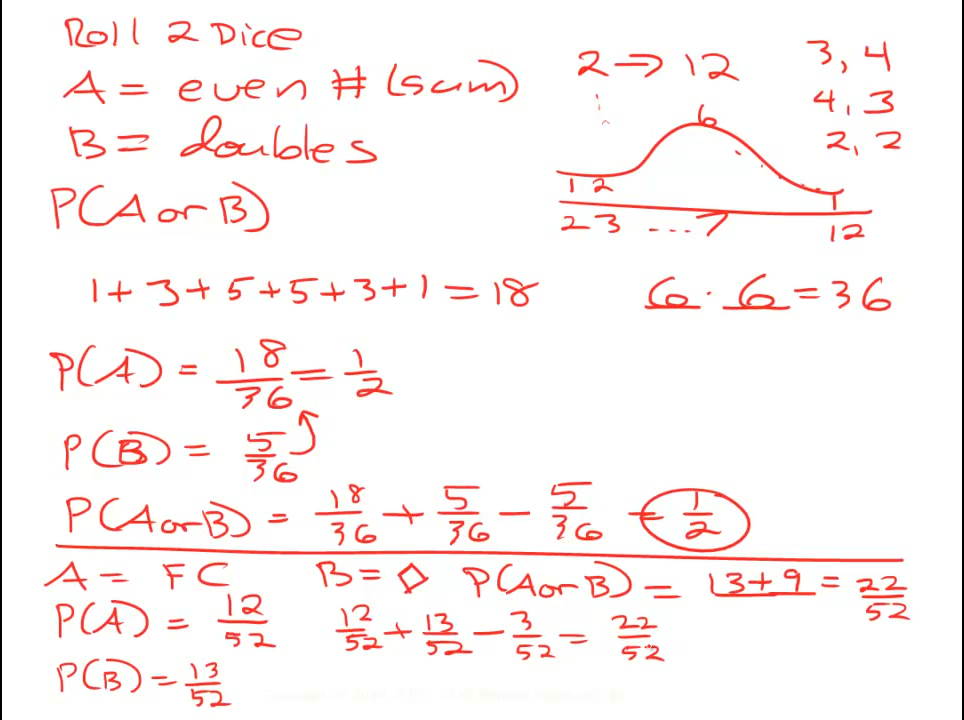 Roll 2 Dice
A = even # (sum)
B = doubles
P(A or B)
2 ⇒ 12
3, 4
4, 3
2, 2
6
1 2 1
2 3 ....→ 12
1 + 3 + 5 + 5 + 3 + 1 = 18
6 · 6 = 36
P(A) = 18/36 = 1/2
P(B) = 5/36
P(A or B) = 18/36 + 5/36 - 5/36 = 1/2
A = FC B = ◇ P(A or B) = 13 + 9 = 22/52
P(A) = 12/52 12/52 + 13/52 - 3/52 = 22/52
P(B) = 13/52